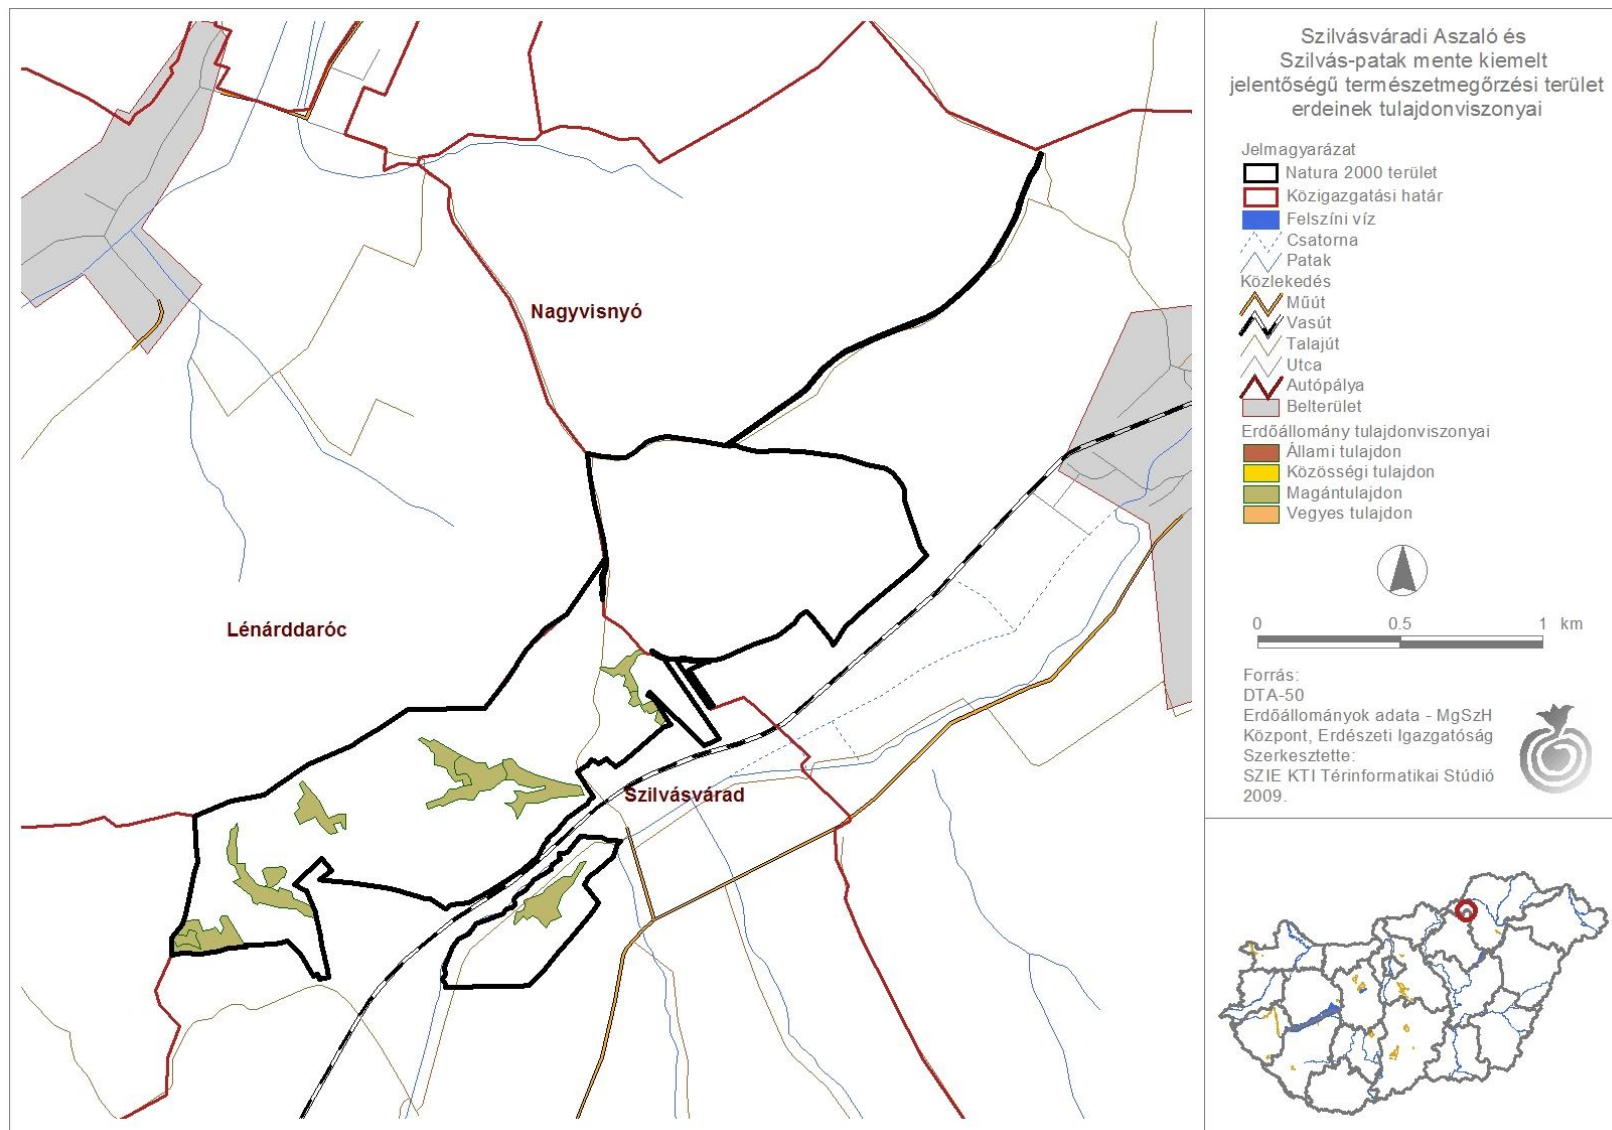 Szilvásváradi Aszaló és
Szilvás-patak mente kiemelt
jelentőségű természetmegőrzési terület
erdeinek tulajdonviszonyai
Jelmagyarázat
Natura 2000 terület
Közigazgatási határ
Felszíni víz
Csatorna
Patak
Közlekedés
Műút
Vasút
Talajút
Utca
Autópálya
Belterület
Erdőállomány tulajdonviszonyai
Állami tulajdon
Közösségi tulajdon
Magántulajdon
Vegyes tulajdon
0 0.5 1 km
Forrás:
DTA-50
Erdőállományok adata - MgSzH
Központ, Erdészeti Igazgatóság
Szerkesztette:
SZIE KTI Térinformatikai Stúdió
2009.
Nagyvisnyó
Lénárddaróc
Szilvásvárad